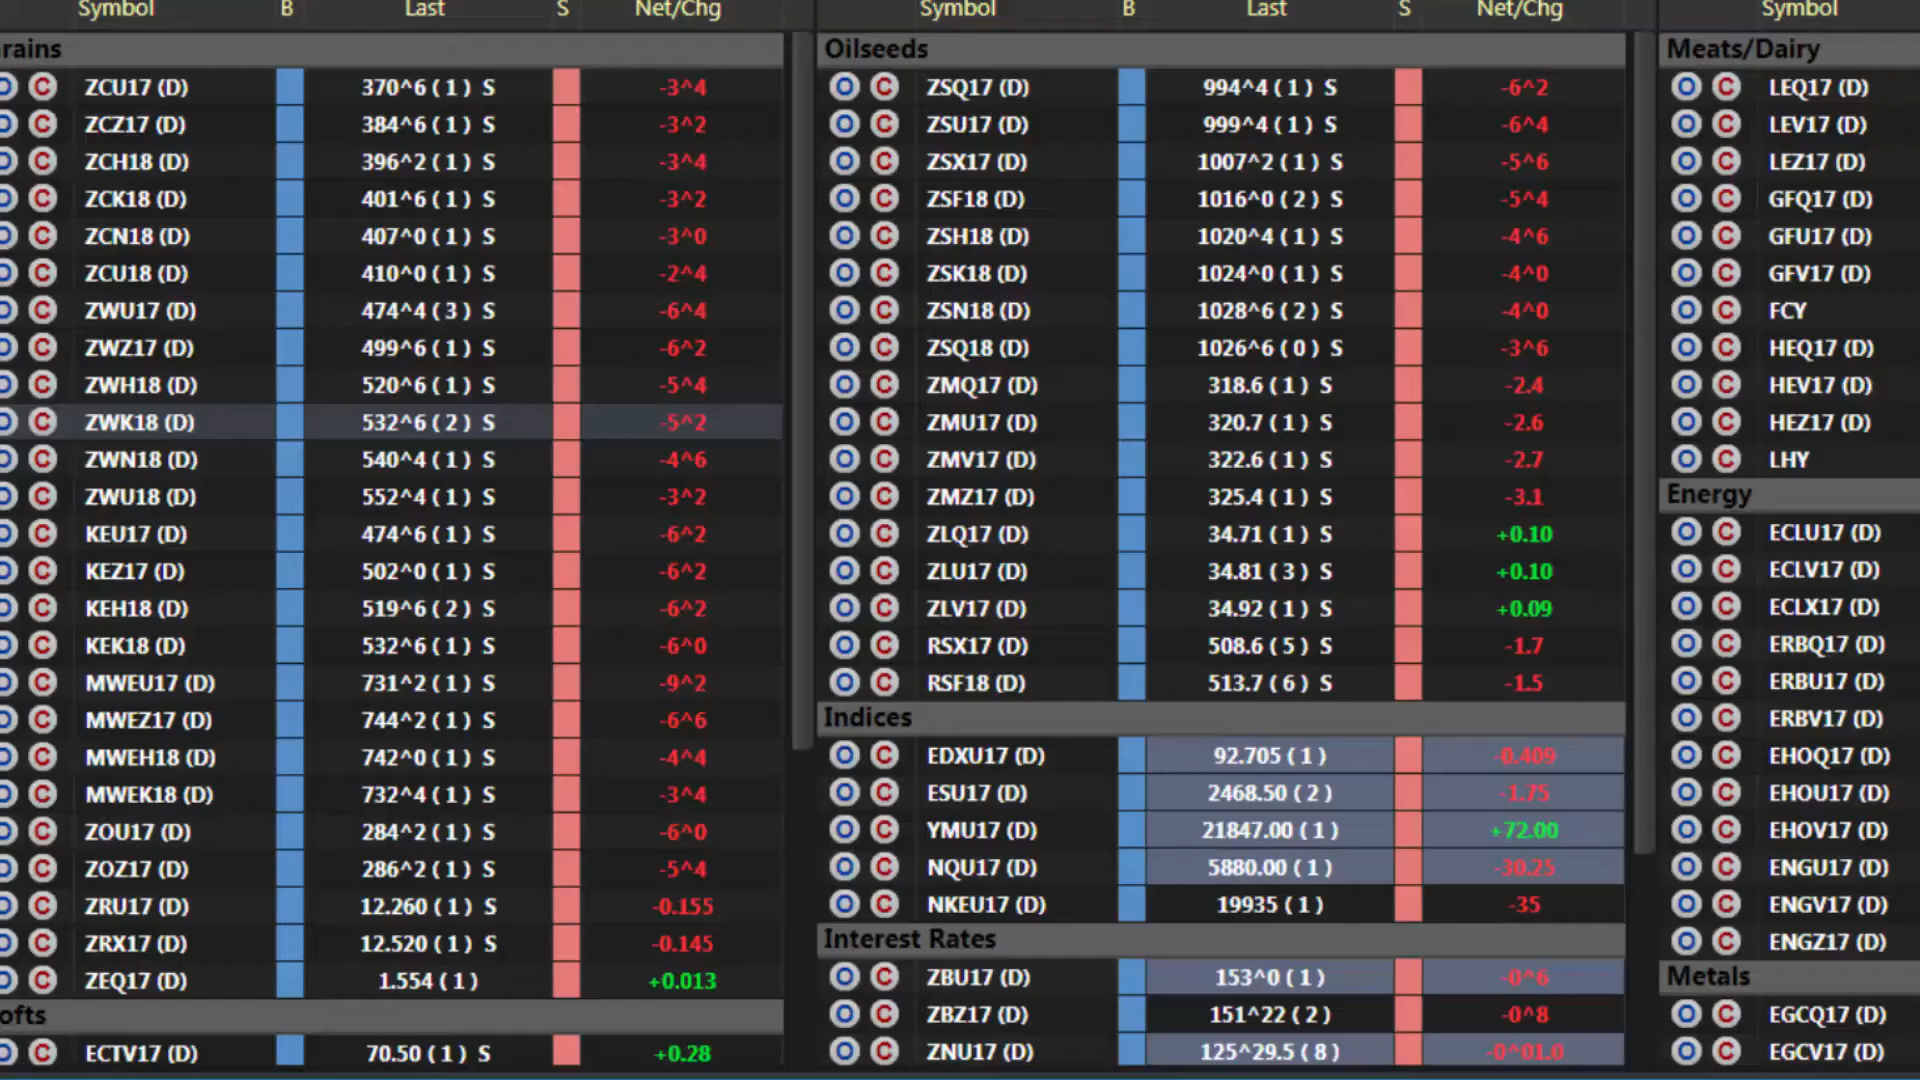 Symbol B Last S Net/Chg
rains
O C ZCU17 (D) 370^6 ( 1 ) S -3^4
O C ZCZ17 (D) 384^6 ( 1 ) S -3^2
O C ZCH18 (D) 396^2 ( 1 ) S -3^4
O C ZCK18 (D) 401^6 ( 1 ) S -3^2
O C ZCN18 (D) 407^0 ( 1 ) S -3^0
O C ZCU18 (D) 410^0 ( 1 ) S -2^4
O C ZWU17 (D) 474^4 ( 3 ) S -6^4
O C ZWZ17 (D) 499^6 ( 1 ) S -6^2
O C ZWH18 (D) 520^6 ( 1 ) S -5^4
O C ZWK18 (D) 532^6 ( 2 ) S -5^2
O C ZWN18 (D) 540^4 ( 1 ) S -4^6
O C ZWU18 (D) 552^4 ( 1 ) S -3^2
O C KEU17 (D) 474^6 ( 1 ) S -6^2
O C KEZ17 (D) 502^0 ( 1 ) S -6^2
O C KEH18 (D) 519^6 ( 2 ) S -6^2
O C KEK18 (D) 532^6 ( 1 ) S -6^0
O C MWEU17 (D) 731^2 ( 1 ) S -9^2
O C MWEZ17 (D) 744^2 ( 1 ) S -6^6
O C MWEH18 (D) 742^0 ( 1 ) S -4^4
O C MWEK18 (D) 732^4 ( 1 ) S -3^4
O C ZOU17 (D) 284^2 ( 1 ) S -6^0
O C ZOZ17 (D) 286^2 ( 1 ) S -5^4
O C ZRU17 (D) 12.260 ( 1 ) S -0.155
O C ZRX17 (D) 12.520 ( 1 ) S -0.145
O C ZEQ17 (D) 1.554 ( 1 ) +0.013
ofts
O C ECTV17 (D) 70.50 ( 1 ) S +0.28
Symbol B Last S Net/Chg
Oilseeds
O C ZSQ17 (D) 994^4 ( 1 ) S -6^2
O C ZSU17 (D) 999^4 ( 1 ) S -6^4
O C ZSX17 (D) 1007^2 ( 1 ) S -5^6
O C ZSF18 (D) 1016^0 ( 2 ) S -5^4
O C ZSH18 (D) 1020^4 ( 1 ) S -4^6
O C ZSK18 (D) 1024^0 ( 1 ) S -4^0
O C ZSN18 (D) 1028^6 ( 2 ) S -4^0
O C ZSQ18 (D) 1026^6 ( 0 ) S -3^6
O C ZMQ17 (D) 318.6 ( 1 ) S -2.4
O C ZMU17 (D) 320.7 ( 1 ) S -2.6
O C ZMV17 (D) 322.6 ( 1 ) S -2.7
O C ZMZ17 (D) 325.4 ( 1 ) S -3.1
O C ZLQ17 (D) 34.71 ( 1 ) S +0.10
O C ZLU17 (D) 34.81 ( 3 ) S +0.10
O C ZLV17 (D) 34.92 ( 1 ) S +0.09
O C RSX17 (D) 508.6 ( 5 ) S -1.7
O C RSF18 (D) 513.7 ( 6 ) S -1.5
Indices
O C EDXU17 (D) 92.705 ( 1 ) -0.409
O C ESU17 (D) 2468.50 ( 2 ) -1.75
O C YMU17 (D) 21847.00 ( 1 ) +72.00
O C NQU17 (D) 5880.00 ( 1 ) -30.25
O C NKEU17 (D) 19935 ( 1 ) -35
Interest Rates
O C ZBU17 (D) 153^0 ( 1 ) -0^6
O C ZBZ17 (D) 151^22 ( 2 ) -0^8
O C ZNU17 (D) 125^29.5 ( 8 ) -0^01.0
Symbol
Meats/Dairy
O C LEQ17 (D)
O C LEV17 (D)
O C LEZ17 (D)
O C GFQ17 (D)
O C GFU17 (D)
O C GFV17 (D)
O C FCY
O C HEQ17 (D)
O C HEV17 (D)
O C HEZ17 (D)
O C LHY
Energy
O C ECLU17 (D)
O C ECLV17 (D)
O C ECLX17 (D)
O C ERBQ17 (D)
O C ERBU17 (D)
O C ERBV17 (D)
O C EHOQ17 (D)
O C EHOU17 (D)
O C EHOV17 (D)
O C ENGU17 (D)
O C ENGV17 (D)
O C ENGZ17 (D)
Metals
O C EGCQ17 (D)
O C EGCV17 (D)